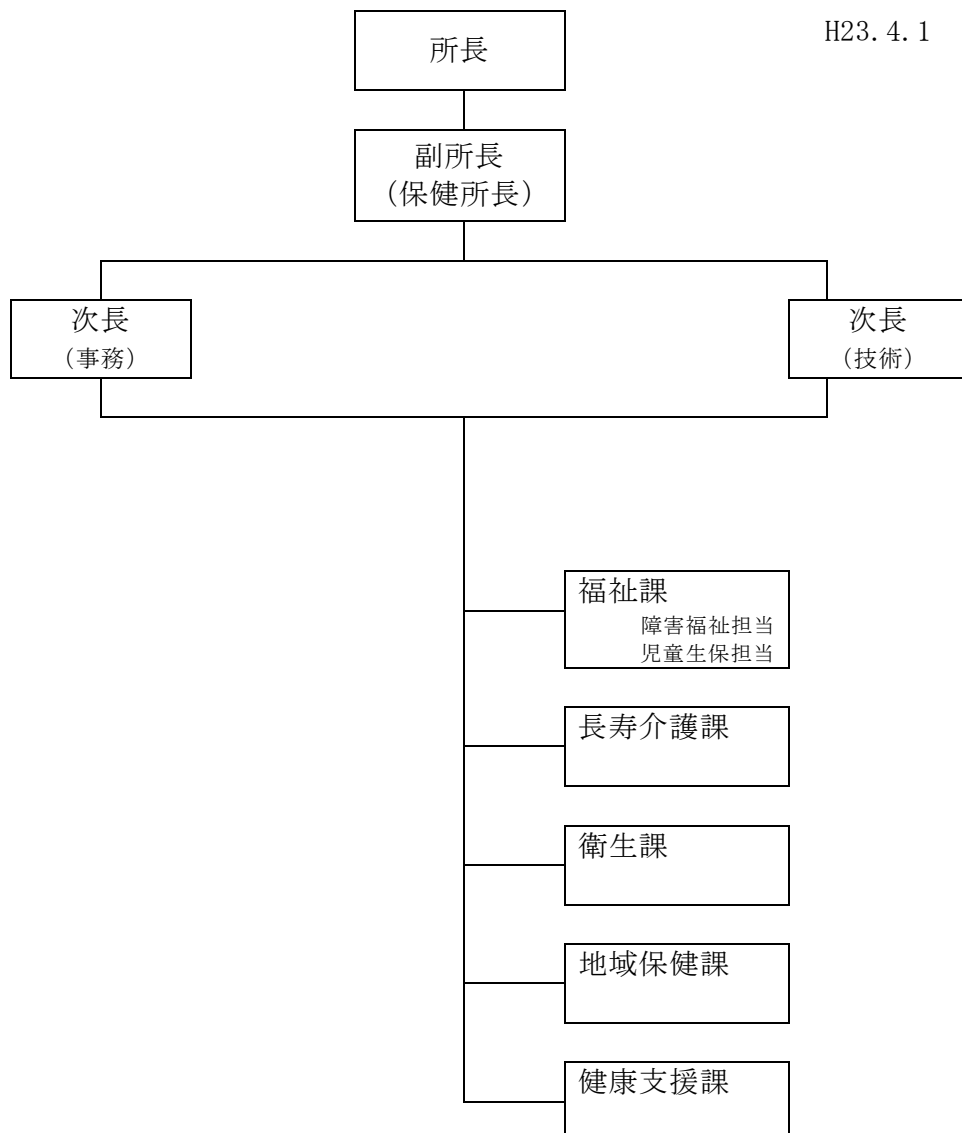 H23.4.1
所長
副所長
（保健所長）
次長
（事務）
次長
（技術）
福祉課
障害福祉担当
児童生保担当
長寿介護課
衛生課
地域保健課
健康支援課